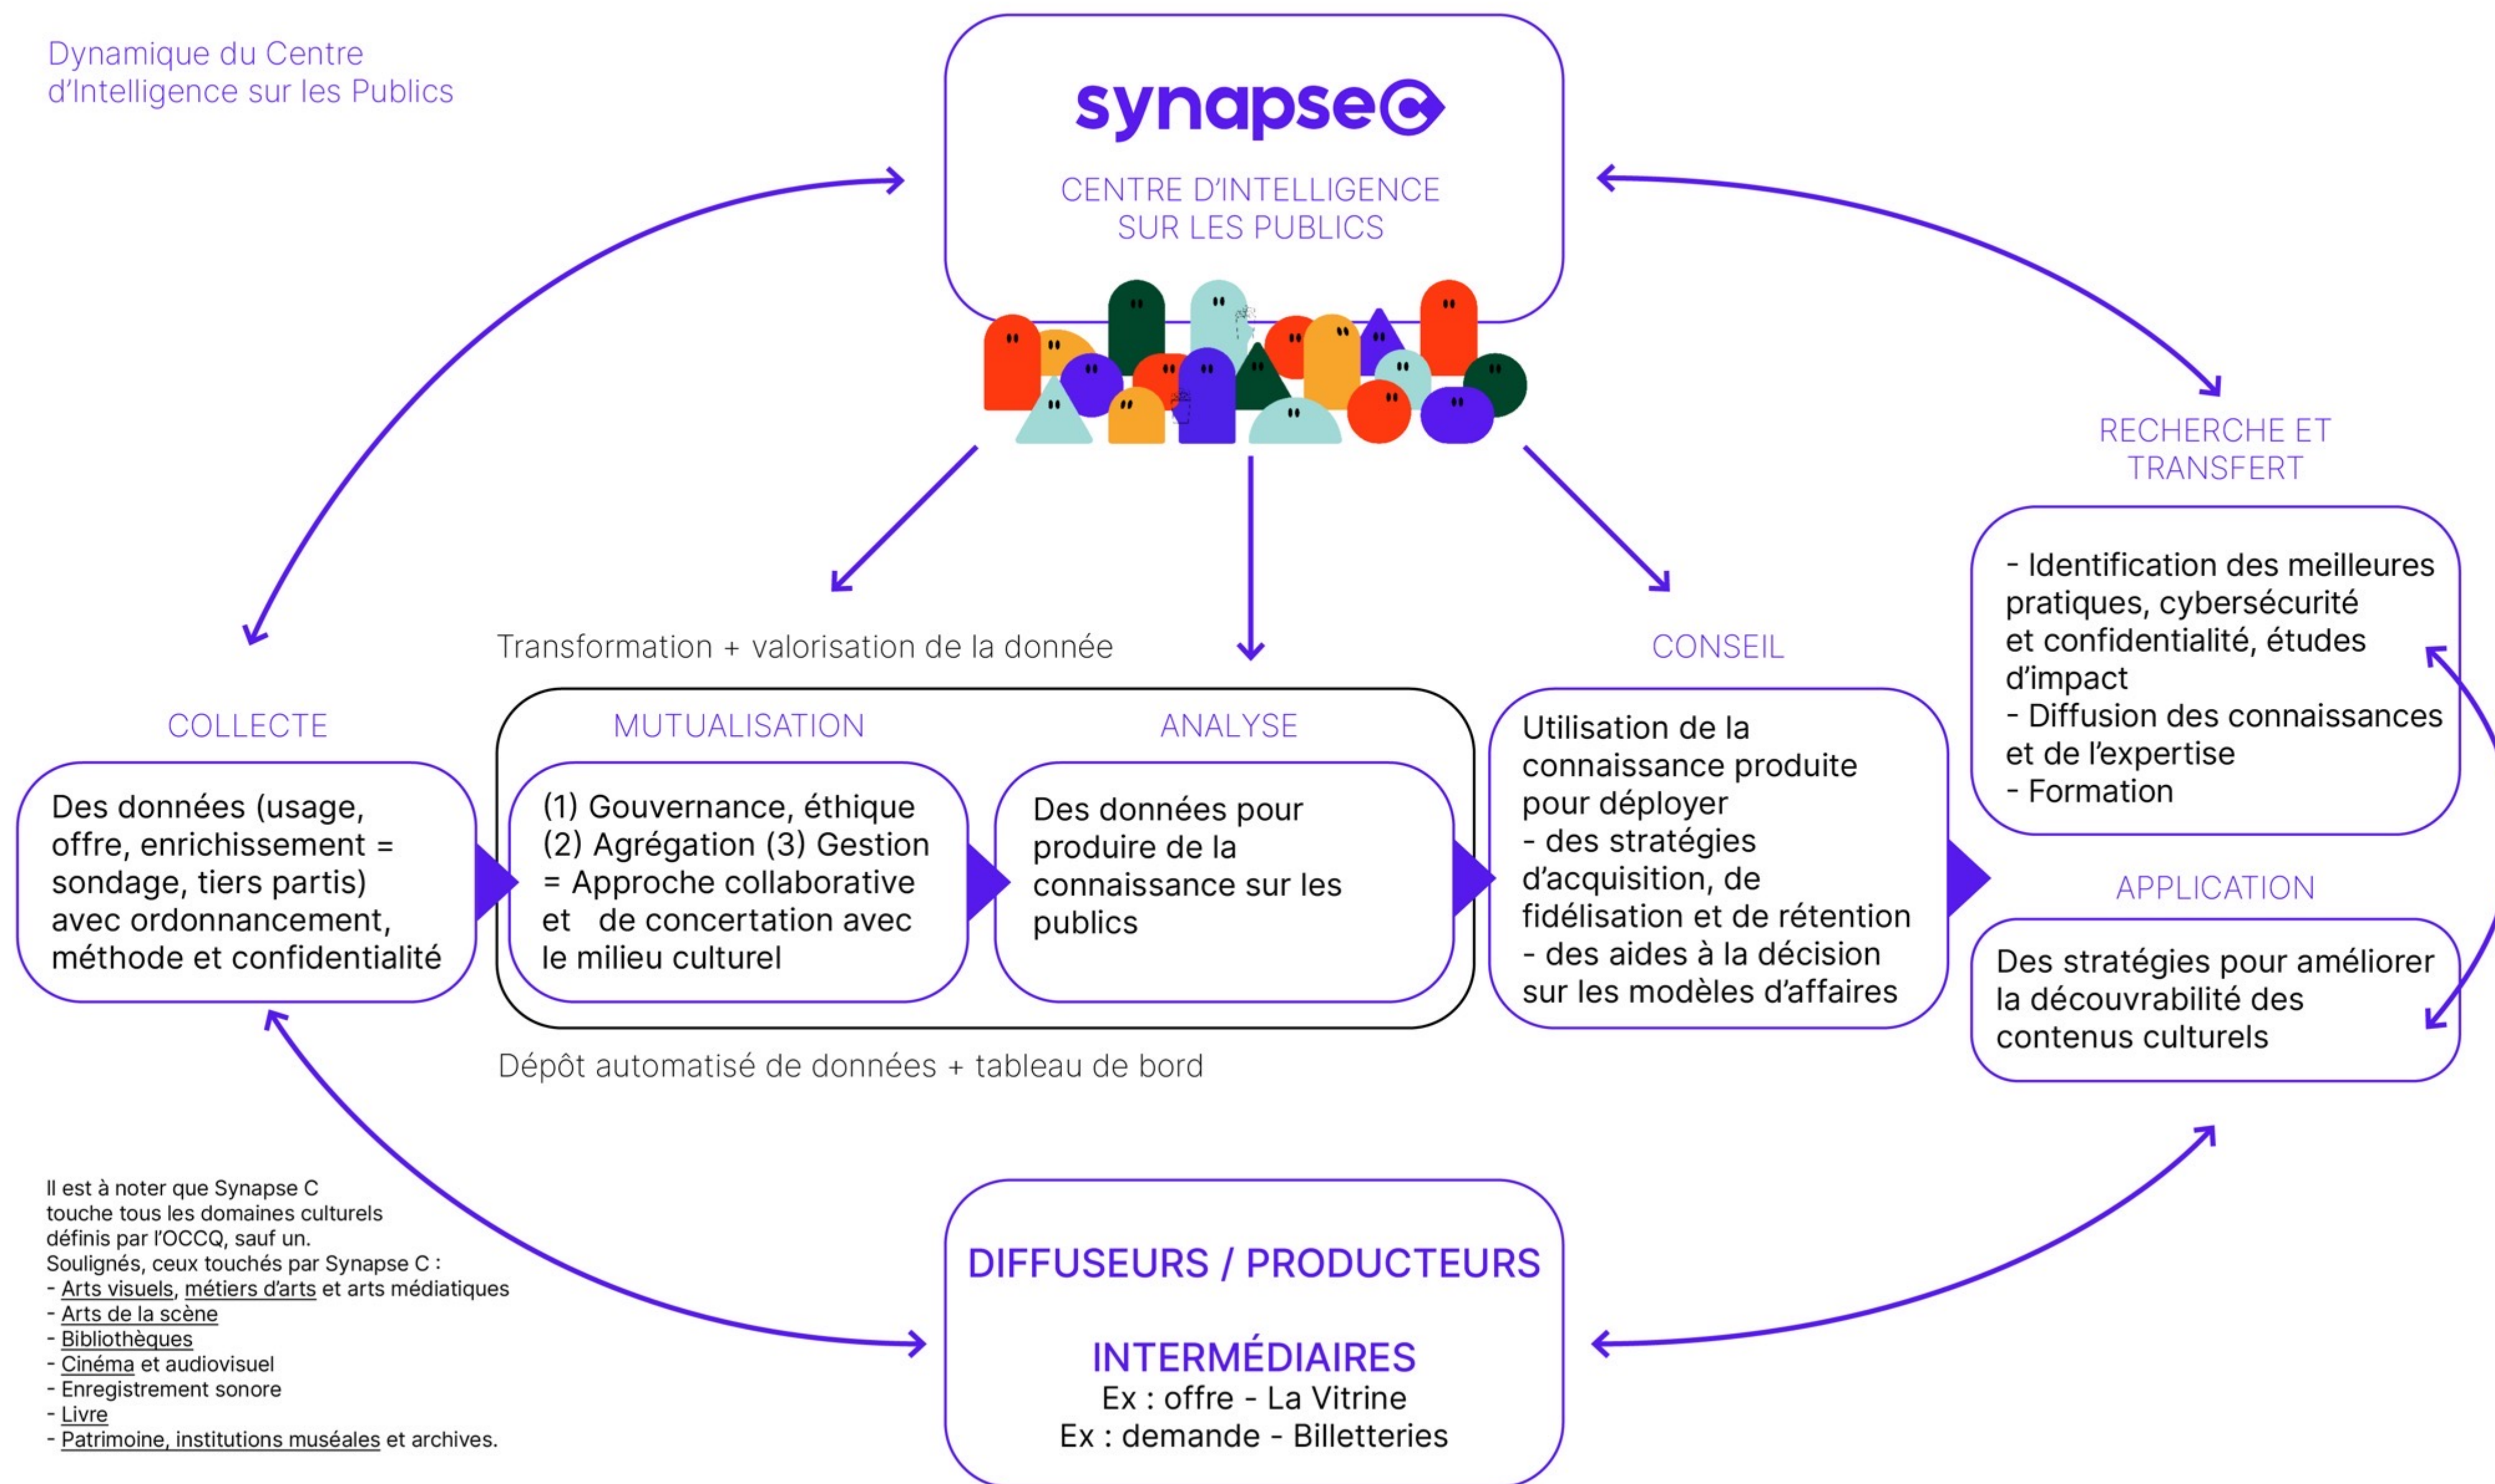 Dynamique du Centre
d’Intelligence sur les Publics
synapse C
CENTRE D’INTELLIGENCE
SUR LES PUBLICS
RECHERCHE ET
TRANSFERT
- Identification des meilleures
pratiques, cybersécurité
et confidentialité, études
d’impact
- Diffusion des connaissances
et de l’expertise
- Formation
Transformation + valorisation de la donnée
COLLECTE
Des données (usage,
offre, enrichissement =
sondage, tiers partis)
avec ordonnancement,
méthode et confidentialité
MUTUALISATION
(1) Gouvernance, éthique
(2) Agrégation (3) Gestion
= Approche collaborative
et de concertation avec
le milieu culturel
ANALYSE
Des données pour
produire de la
connaissance sur les
publics
CONSEIL
Utilisation de la
connaissance produite
pour déployer
- des stratégies
d’acquisition, de
fidélisation et de rétention
- des aides à la décision
sur les modèles d’affaires
APPLICATION
Des stratégies pour améliorer
la découvrabilité des
contenus culturels
Dépôt automatisé de données + tableau de bord
Il est à noter que Synapse C
touche tous les domaines culturels
définis par l’OCCQ, sauf un.
Soulignés, ceux touchés par Synapse C :
- Arts visuels, métiers d’arts et arts médiatiques
- Arts de la scène
- Bibliothèques
- Cinéma et audiovisuel
- Enregistrement sonore
- Livre
- Patrimoine, institutions muséales et archives.
DIFFUSEURS / PRODUCTEURS
INTERMÉDIAIRES
Ex : offre - La Vitrine
Ex : demande - Billetteries